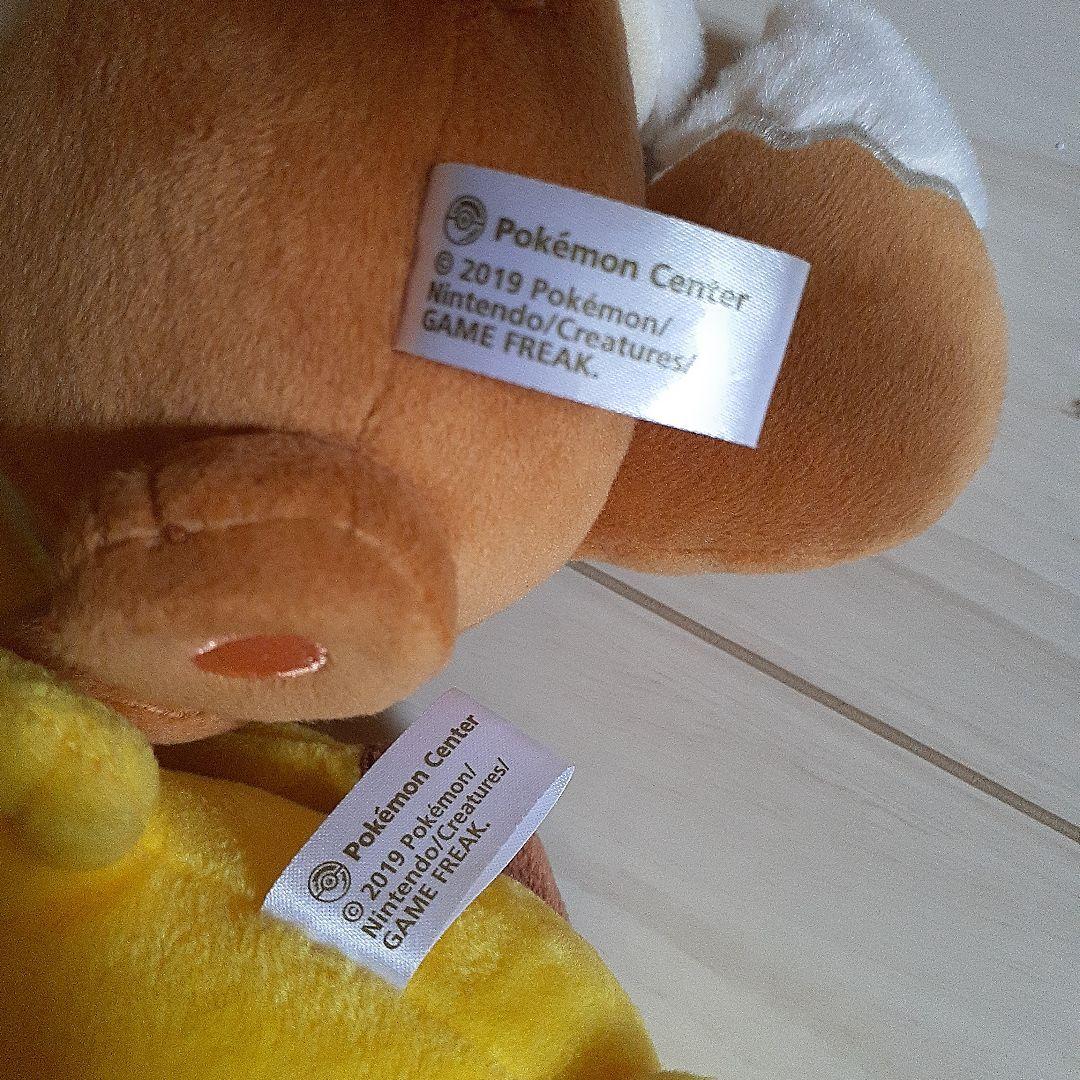 Pokémon Center
© 2019 Pokémon/
Nintendo/Creatures/
GAME FREAK.
Pokémon Center
© 2019 Pokémon/
Nintendo/Creatures/
GAME FREAK.